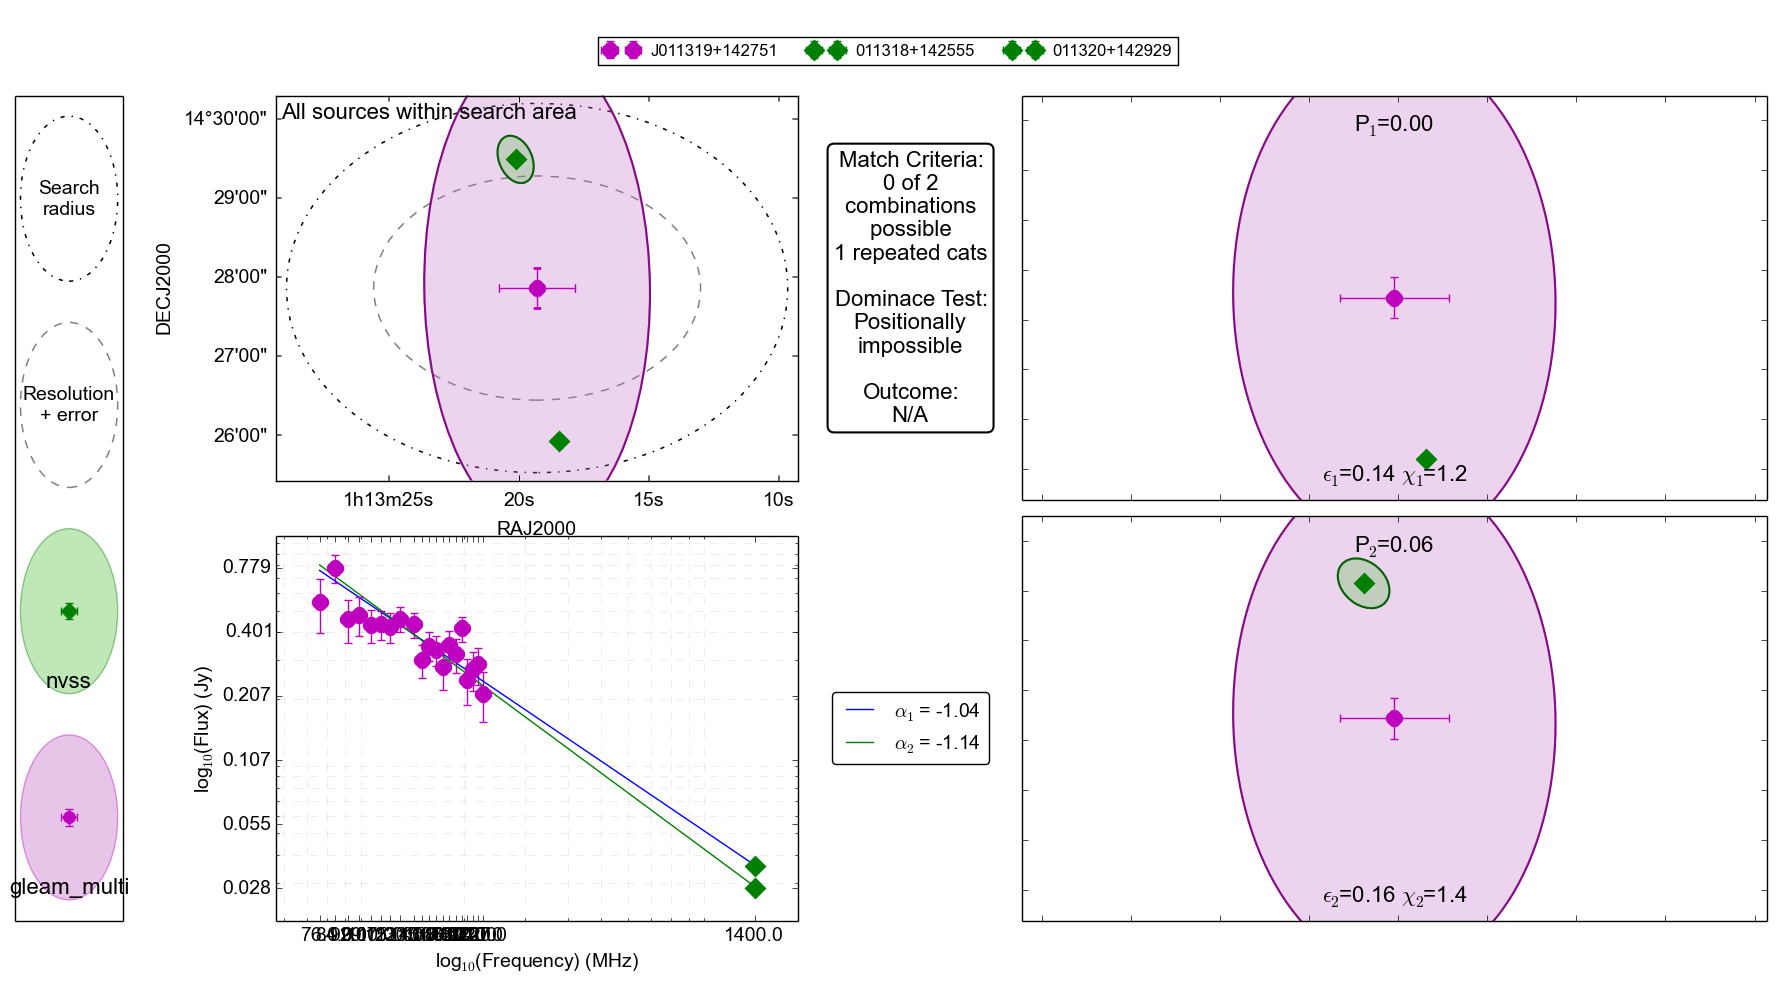 J011319+142751 011318+142555 011320+142929
Search
radius
Resolution
+ error
nvss
gleam_multi
All sources within search area
14°30'00"
29'00"
28'00"
27'00"
26'00"
DECJ2000
1h13m25s 20s 15s 10s
RAJ2000
Match Criteria:
0 of 2
combinations
possible
1 repeated cats
Dominace Test:
Positionally
impossible
Outcome:
N/A
P1=0.00
ϵ1=0.14 χ1=1.2
P2=0.06
ϵ2=0.16 χ2=1.4
0.779
0.401
0.207
0.107
0.055
0.028
log10(Flux) (Jy)
1400.0
log10(Frequency) (MHz)
α1 = -1.04
α2 = -1.14